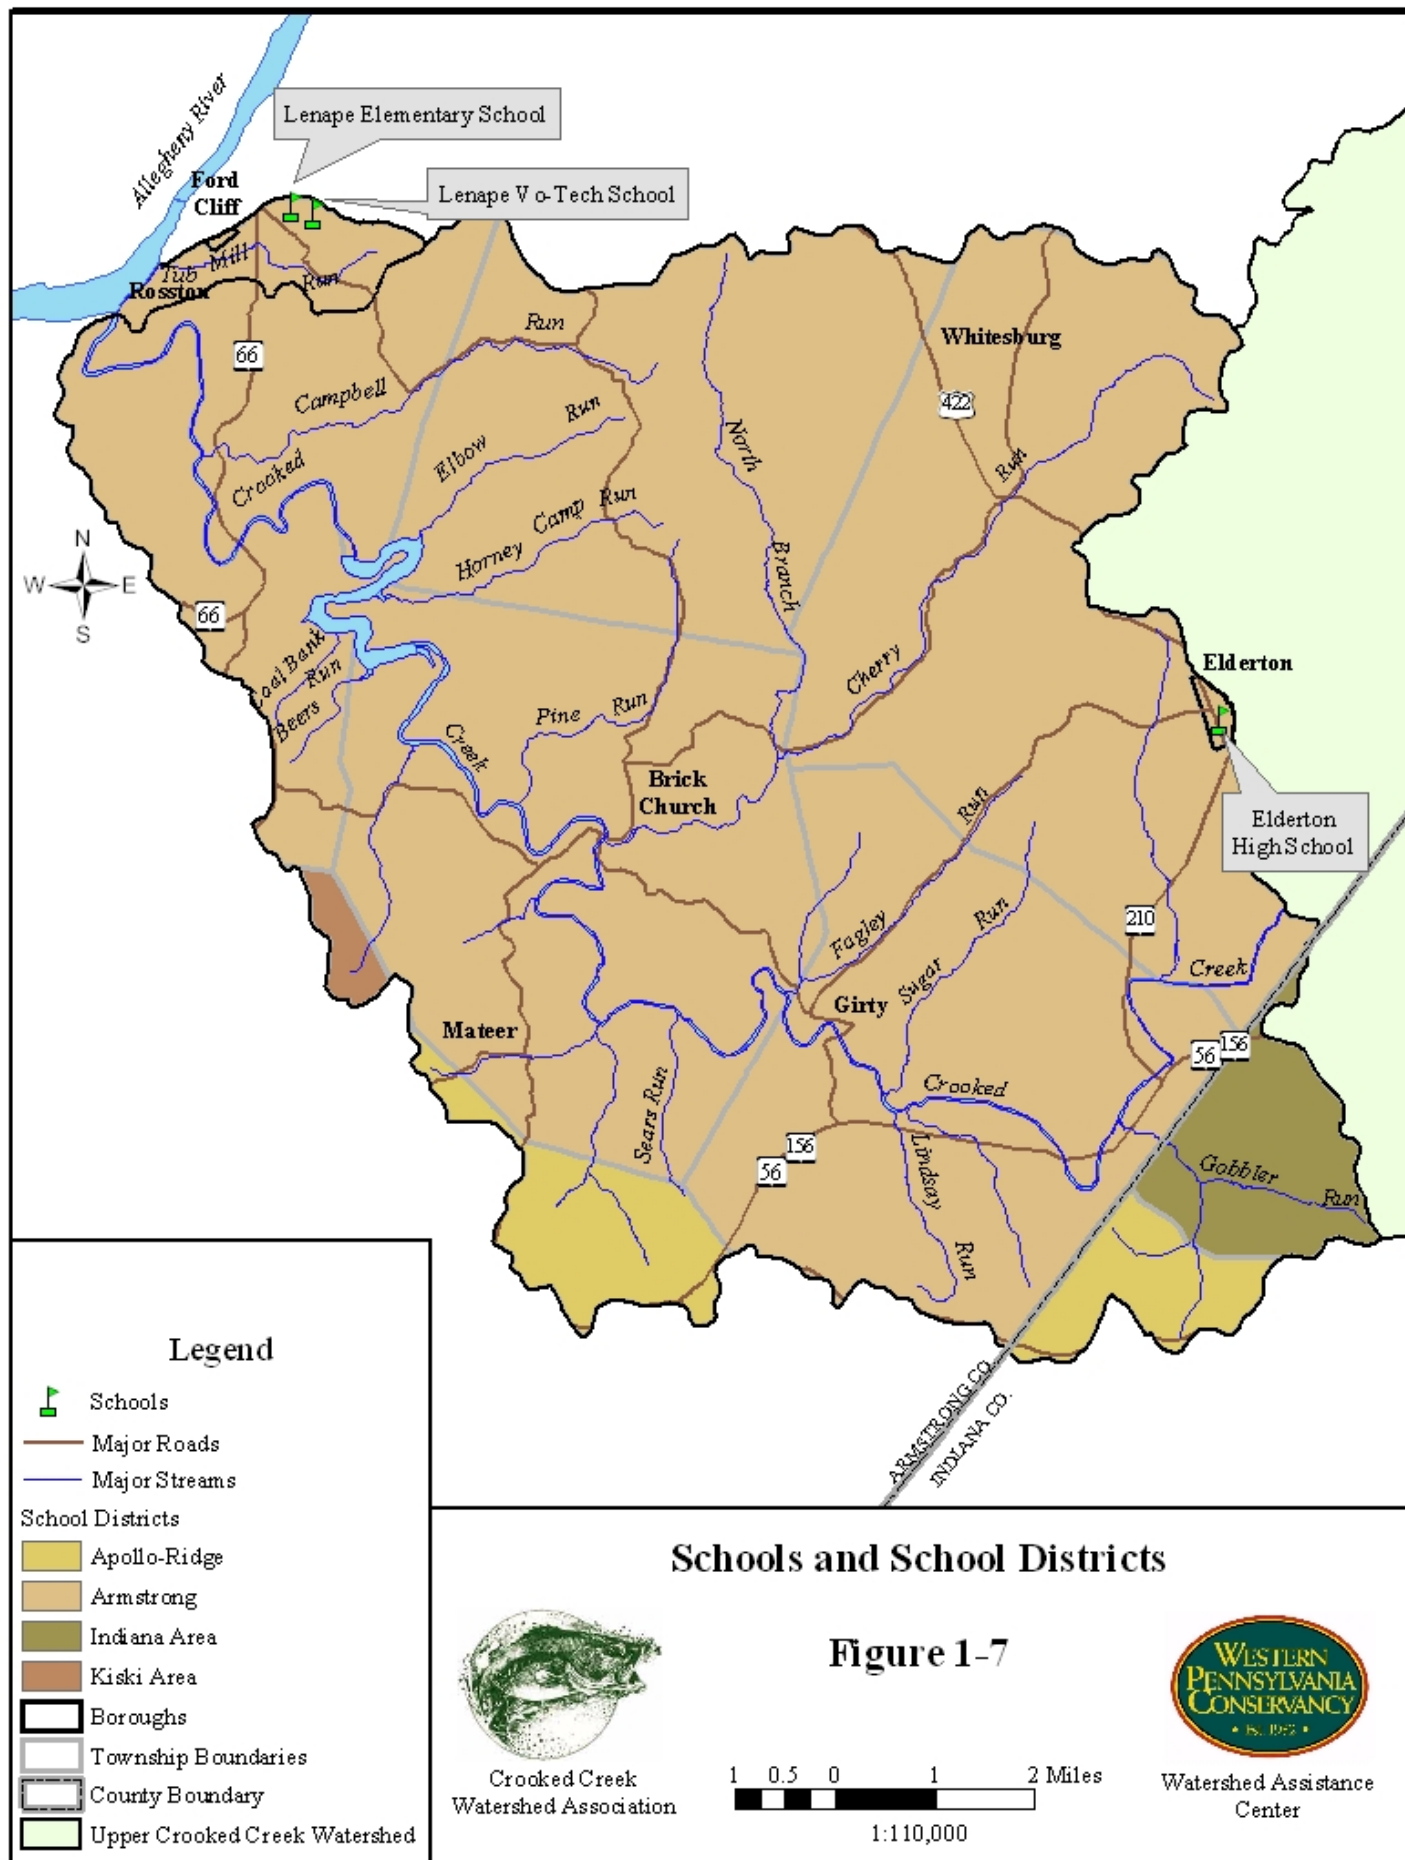 Allegheny River
Lenape Elementary School
Lenape Vo-Tech School
Ford
Cliff
Tub Mill
Run
Rosston
66
Campbell
Run
Whitesburg
422
Elbow
Run
North
Branch
Crooked
Horney Camp Run
Run
N
W E
S
66
Coal Bank
Run
Beers
Cherry
Elderton
Pine Run
Creek
Brick
Church
Run
Elderton
High School
Fagley
Sugar
Run
210
Creek
Girty
Mateer
56
156
Crooked
Sears Run
156
56
Lindsay
Run
Gobbler
Run
ARMSTRONG CO.
INDIANA CO.
Legend
Schools
Major Roads
Major Streams
School Districts
Apollo-Ridge
Armstrong
Indiana Area
Kiski Area
Boroughs
Township Boundaries
County Boundary
Upper Crooked Creek Watershed
Schools and School Districts
Figure 1-7
Crooked Creek
Watershed Association
1 0.5 0 1 2 Miles
1:110,000
WESTERN
PENNSYLVANIA
CONSERVANCY
• Est. 1932 •
Watershed Assistance
Center